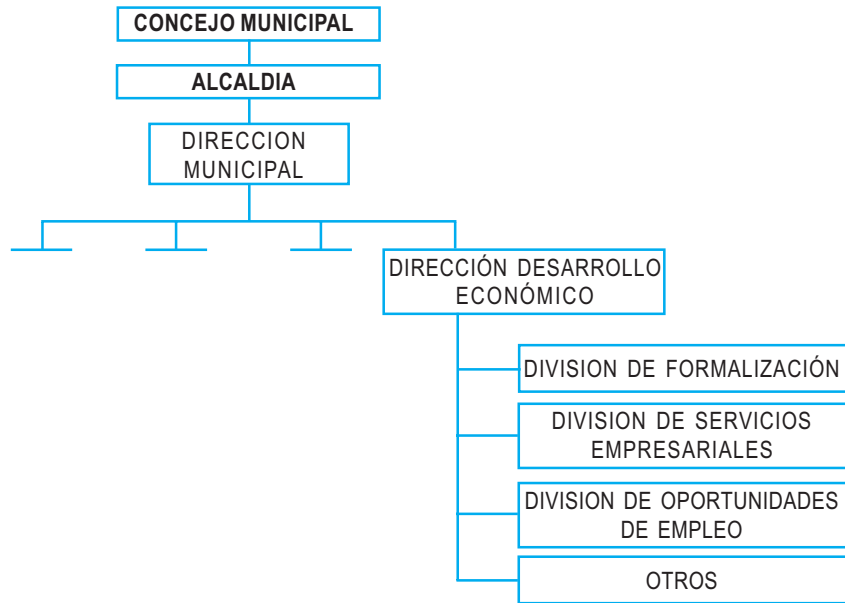 CONCEJO MUNICIPAL
ALCALDIA
DIRECCION
MUNICIPAL
DIRECCIÓN DESARROLLO
ECONÓMICO
DIVISION DE FORMALIZACIÓN
DIVISION DE SERVICIOS
EMPRESARIALES
DIVISION DE OPORTUNIDADES
DE EMPLEO
OTROS